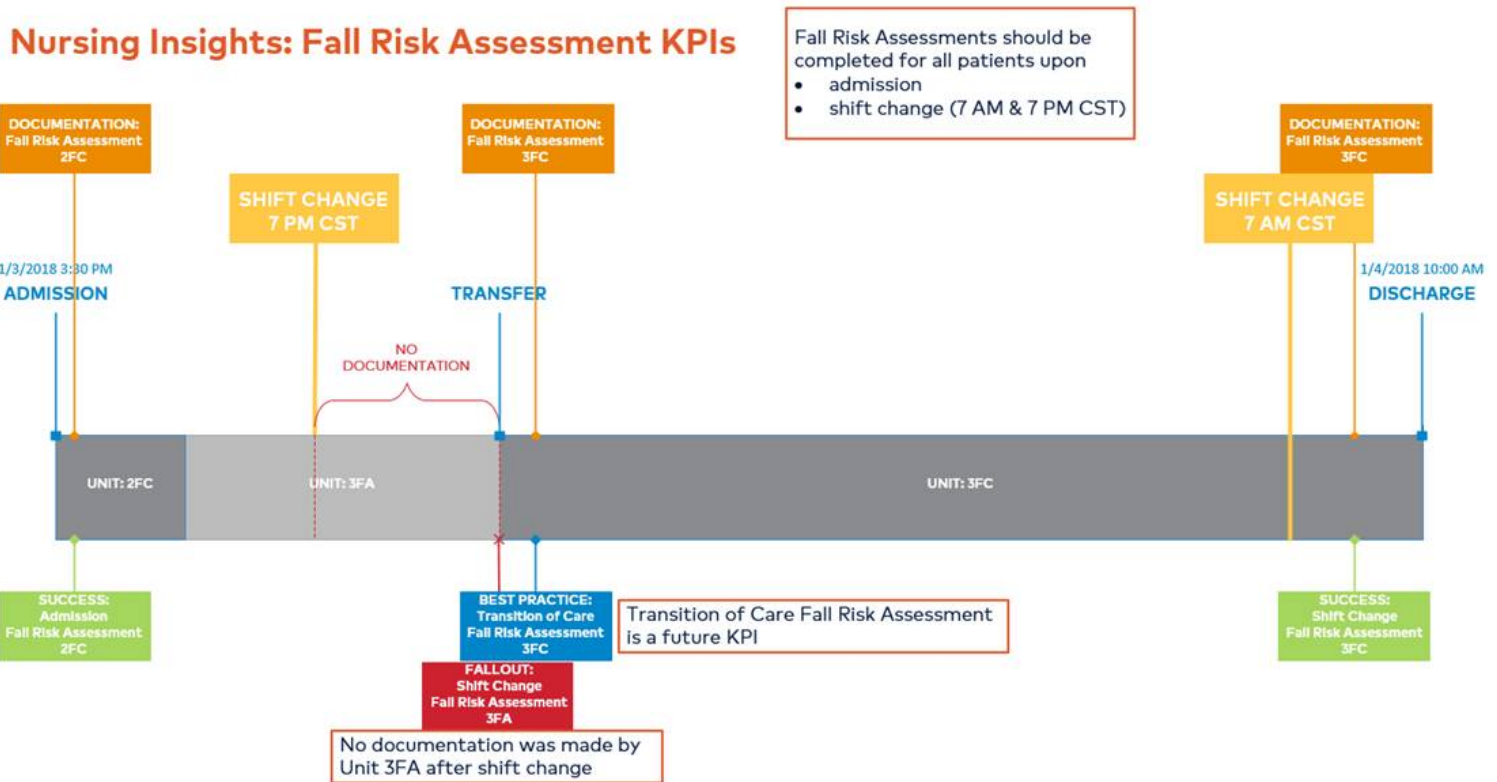 Nursing Insights: Fall Risk Assessment KPIs
Fall Risk Assessments should be
completed for all patients upon
• admission
• shift change (7 AM & 7 PM CST)
DOCUMENTATION:
Fall Risk Assessment
2FC
DOCUMENTATION:
Fall Risk Assessment
3FC
DOCUMENTATION:
Fall Risk Assessment
3FC
SHIFT CHANGE
7 PM CST
SHIFT CHANGE
7 AM CST
1/3/2018 3:30 PM
ADMISSION
TRANSFER
1/4/2018 10:00 AM
DISCHARGE
NO
DOCUMENTATION
UNIT: 2FC
UNIT: 3FA
UNIT: 3FC
SUCCESS:
Admission
Fall Risk Assessment
2FC
BEST PRACTICE:
Transition of Care
Fall Risk Assessment
3FC
Transition of Care Fall Risk Assessment
is a future KPI
SUCCESS:
Shift Change
Fall Risk Assessment
3FC
FALLOUT:
Shift Change
Fall Risk Assessment
3FA
No documentation was made by
Unit 3FA after shift change